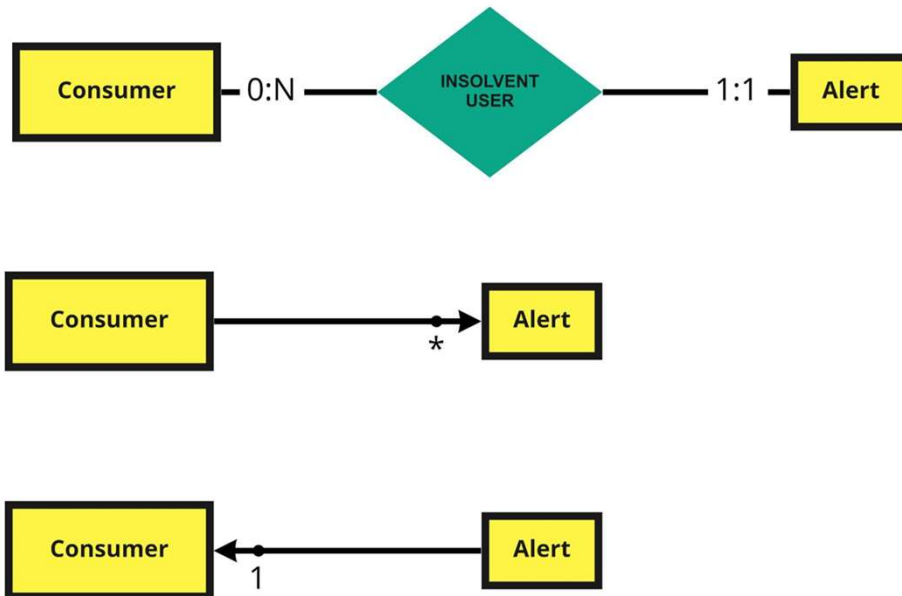 Consumer
0:N
INSOLVENT
USER
1:1
Alert
Consumer
*
Alert
Consumer
1
Alert